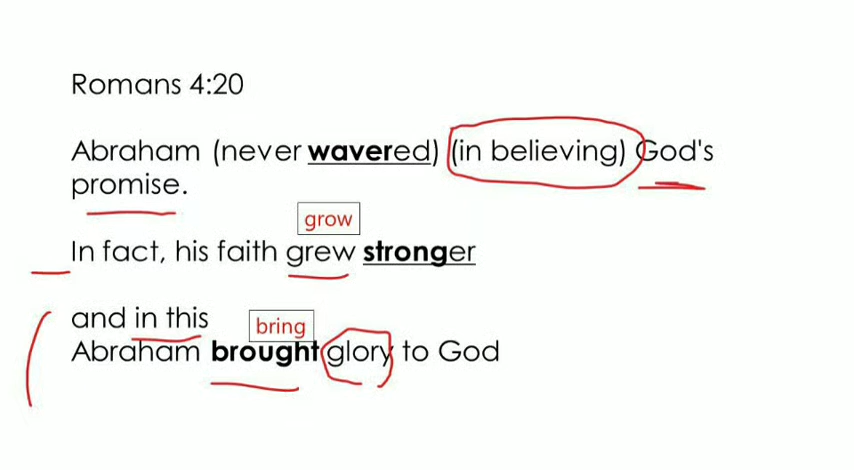 Romans 4:20
Abraham (never wavered) (in believing) God's
promise.
grow
In fact, his faith grew stronger
and in this
bring
Abraham brought glory to God